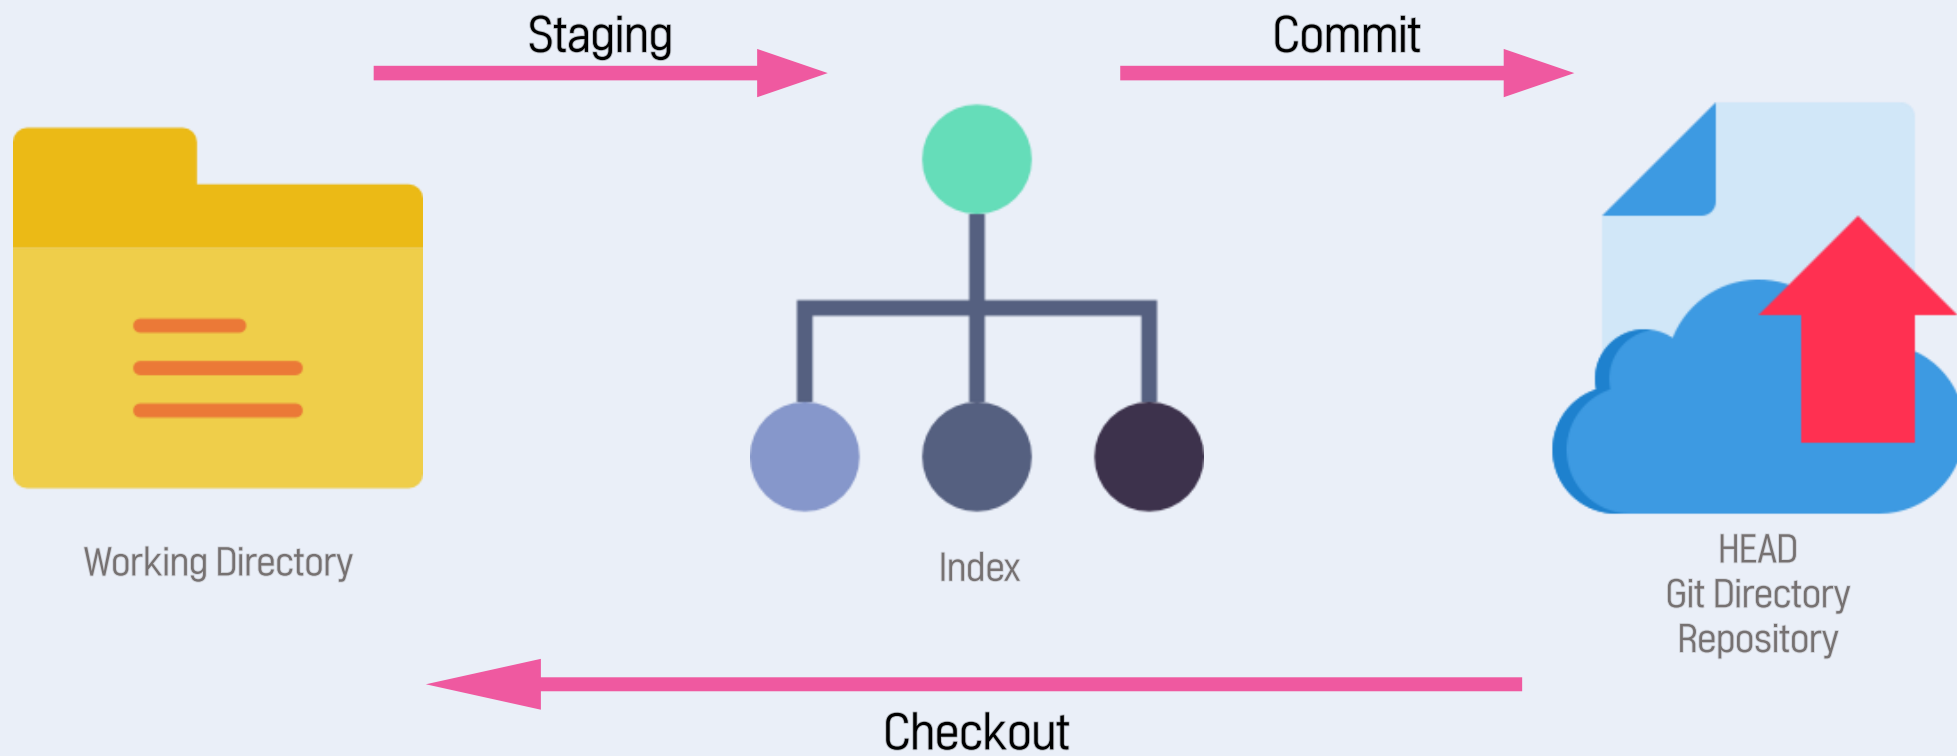 Staging
Commit
Working Directory
Index
HEAD
Git Directory
Repository
Checkout